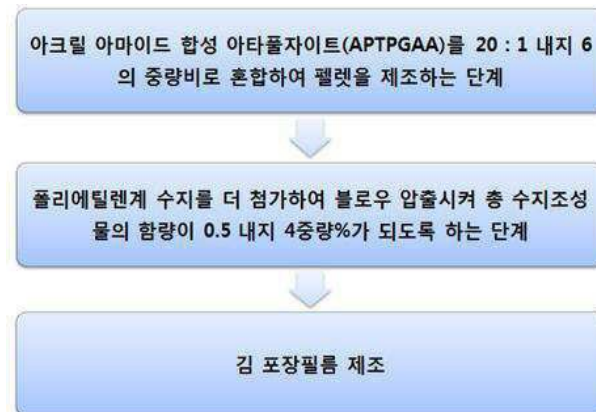 아크릴 아마이드 합성 아타풀자이트(APTPGAA)를 20 : 1 내지 6
의 중량비로 혼합하여 펠렛을 제조하는 단계
폴리에틸렌계 수지를 더 첨가하여 블로우 압출시켜 총 수지조성
물의 함량이 0.5 내지 4중량%가 되도록 하는 단계
김 포장필름 제조